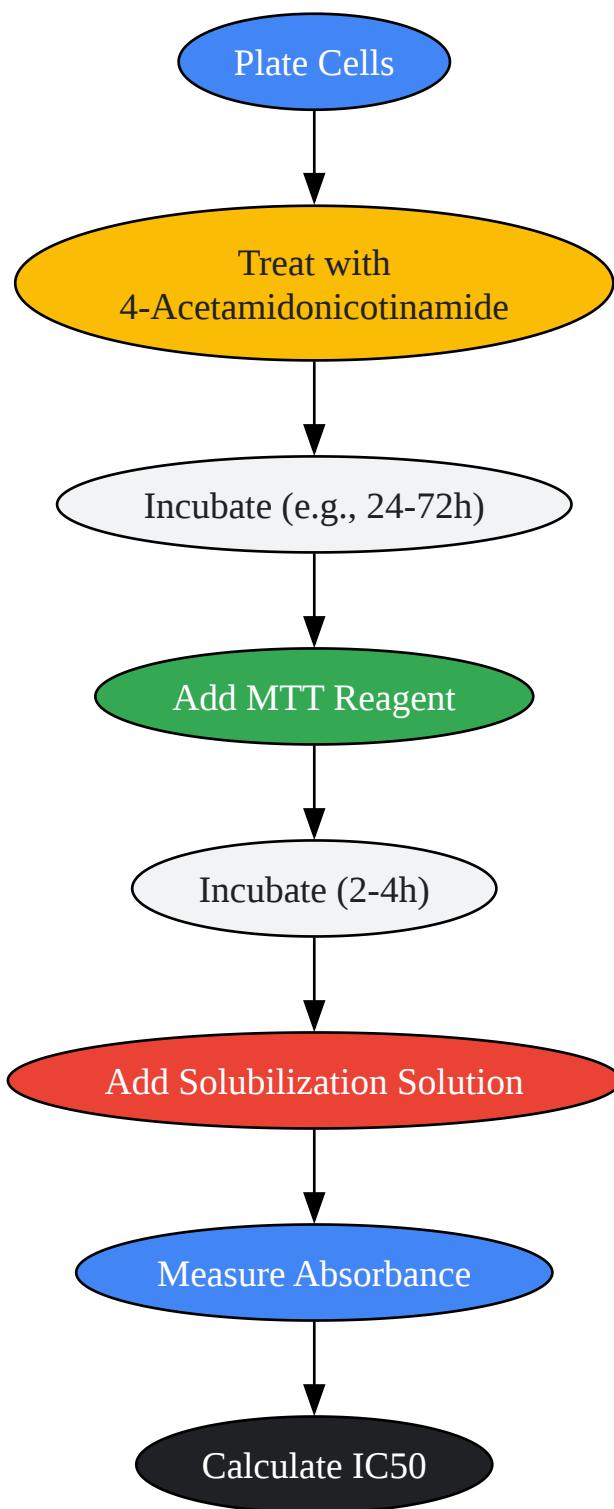 Plate Cells
Treat with
4-Acetamidonicotinamide
Incubate (e.g., 24-72h)
Add MTT Reagent
Incubate (2-4h)
Add Solubilization Solution
Measure Absorbance
Calculate IC50